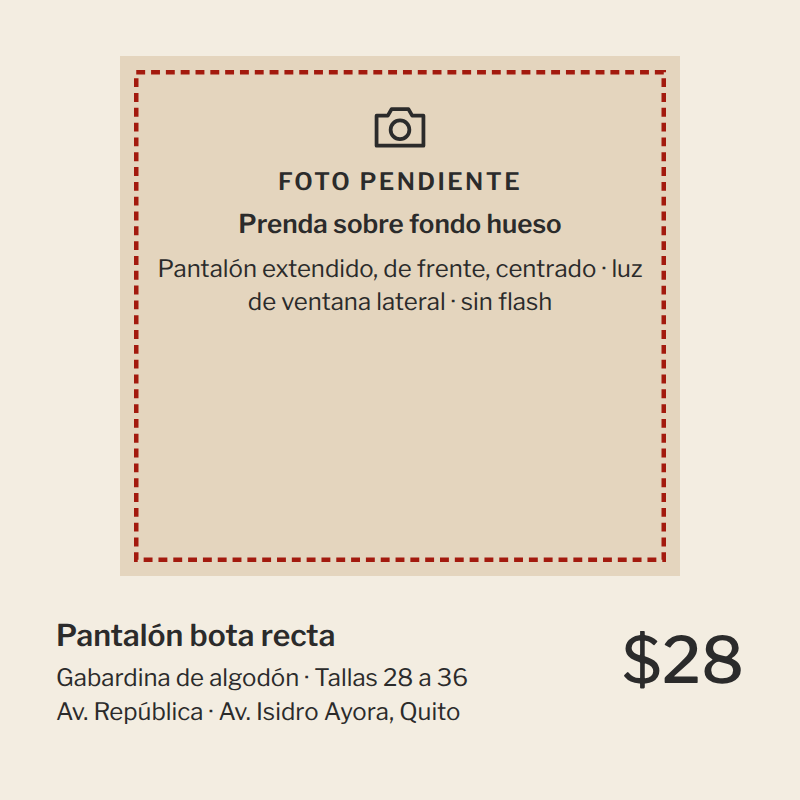 FOTO PENDIENTE
Prenda sobre fondo hueso
Pantalón extendido, de frente, centrado · luz
de ventana lateral · sin flash
Pantalón bota recta
Gabardina de algodón · Tallas 28 a 36
Av. República · Av. Isidro Ayora, Quito
$28